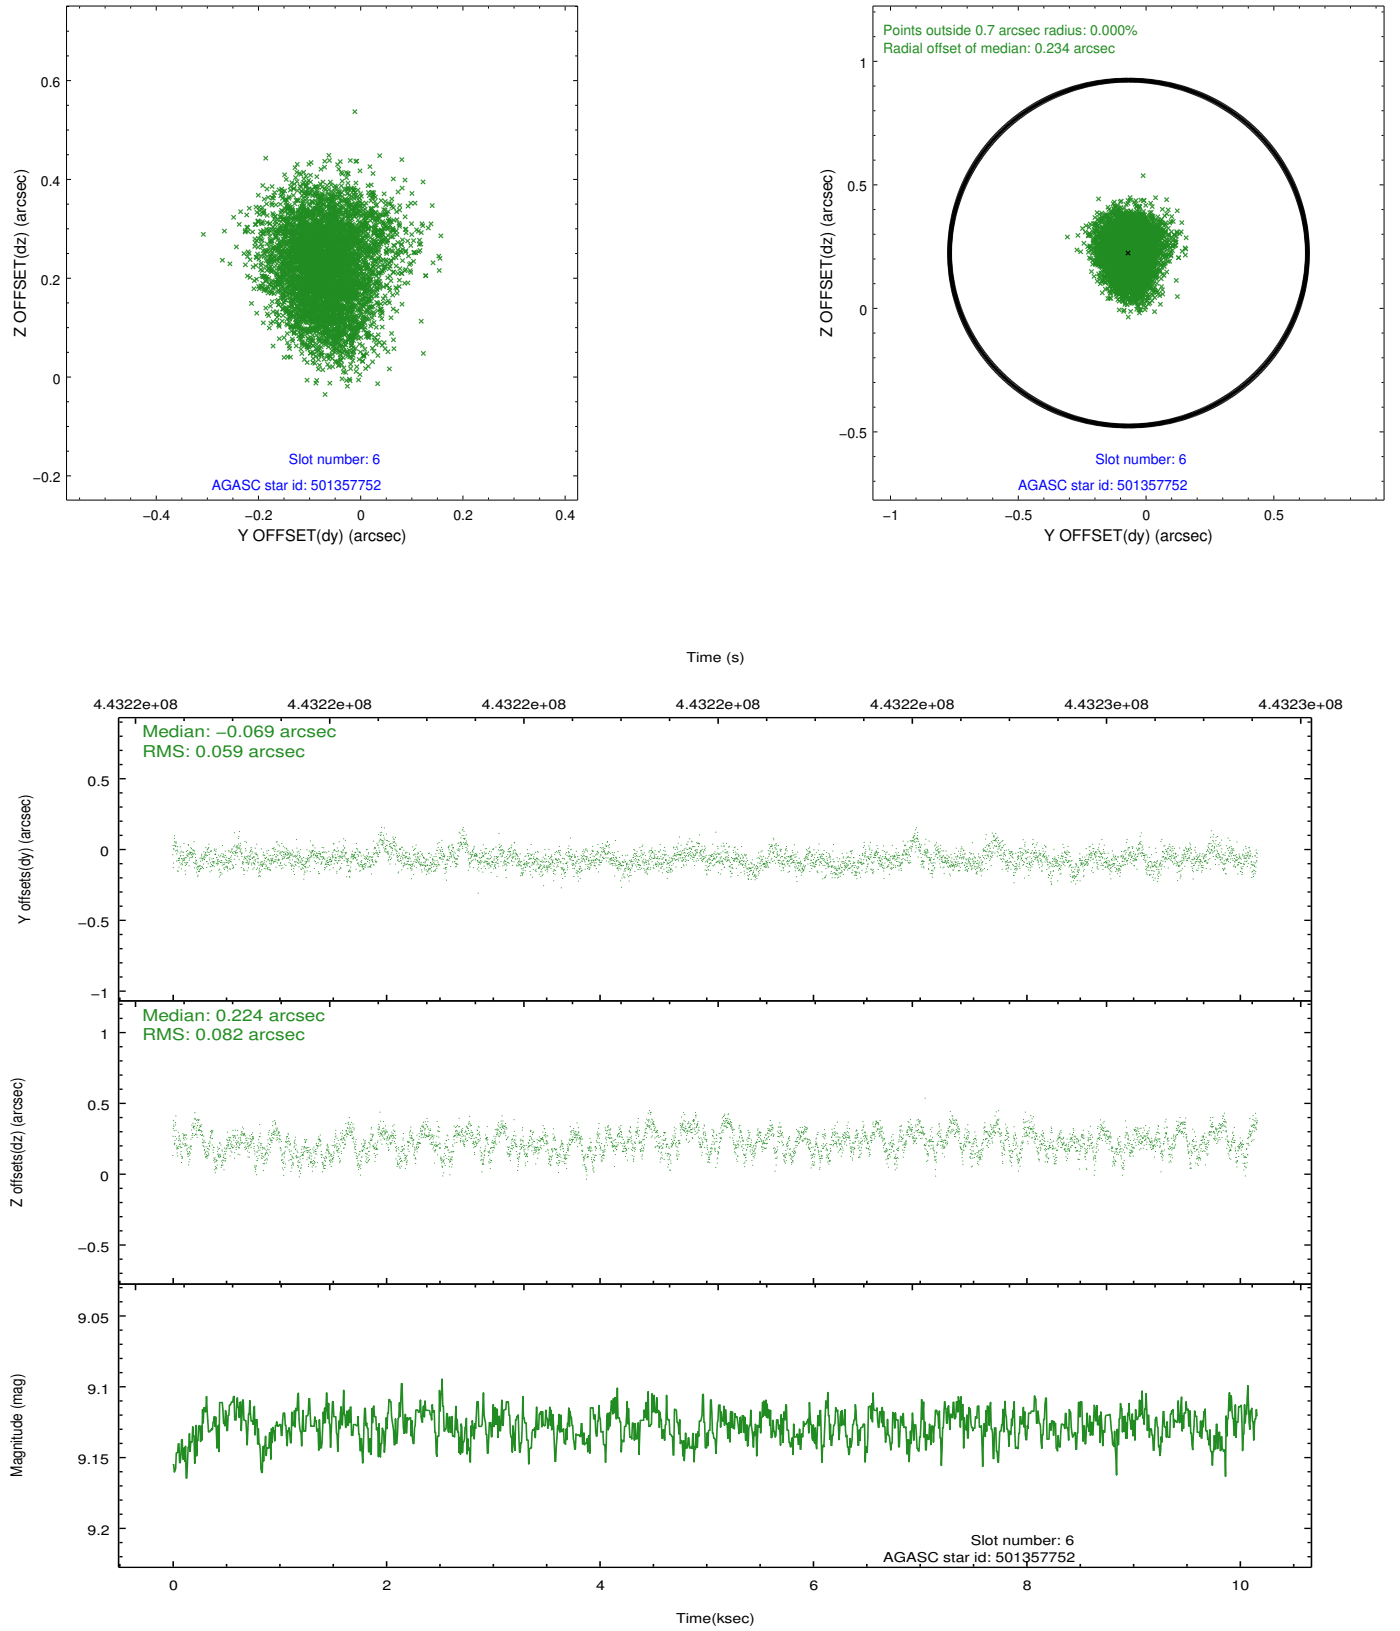 0.6
0.4
0.2
0
−0.2
Z OFFSET(dz) (arcsec)
Slot number: 6
AGASC star id: 501357752
−0.4
−0.2
0
0.2
0.4
Y OFFSET(dy) (arcsec)
Points outside 0.7 arcsec radius: 0.000%
Radial offset of median: 0.234 arcsec
1
0.5
0
−0.5
Z OFFSET(dz) (arcsec)
Slot number: 6
AGASC star id: 501357752
−1
−0.5
0
0.5
Y OFFSET(dy) (arcsec)
Time (s)
4.4322e+08
4.4322e+08
4.4322e+08
4.4322e+08
4.4322e+08
4.4323e+08
4.4323e+08
Median: −0.069 arcsec
RMS: 0.059 arcsec
0.5
0
−0.5
−1
Y offsets(dy) (arcsec)
Median: 0.224 arcsec
RMS: 0.082 arcsec
1
0.5
0
−0.5
Z offsets(dz) (arcsec)
9.05
9.1
9.15
9.2
Magnitude (mag)
Slot number: 6
AGASC star id: 501357752
0
2
4
6
8
10
Time(ksec)